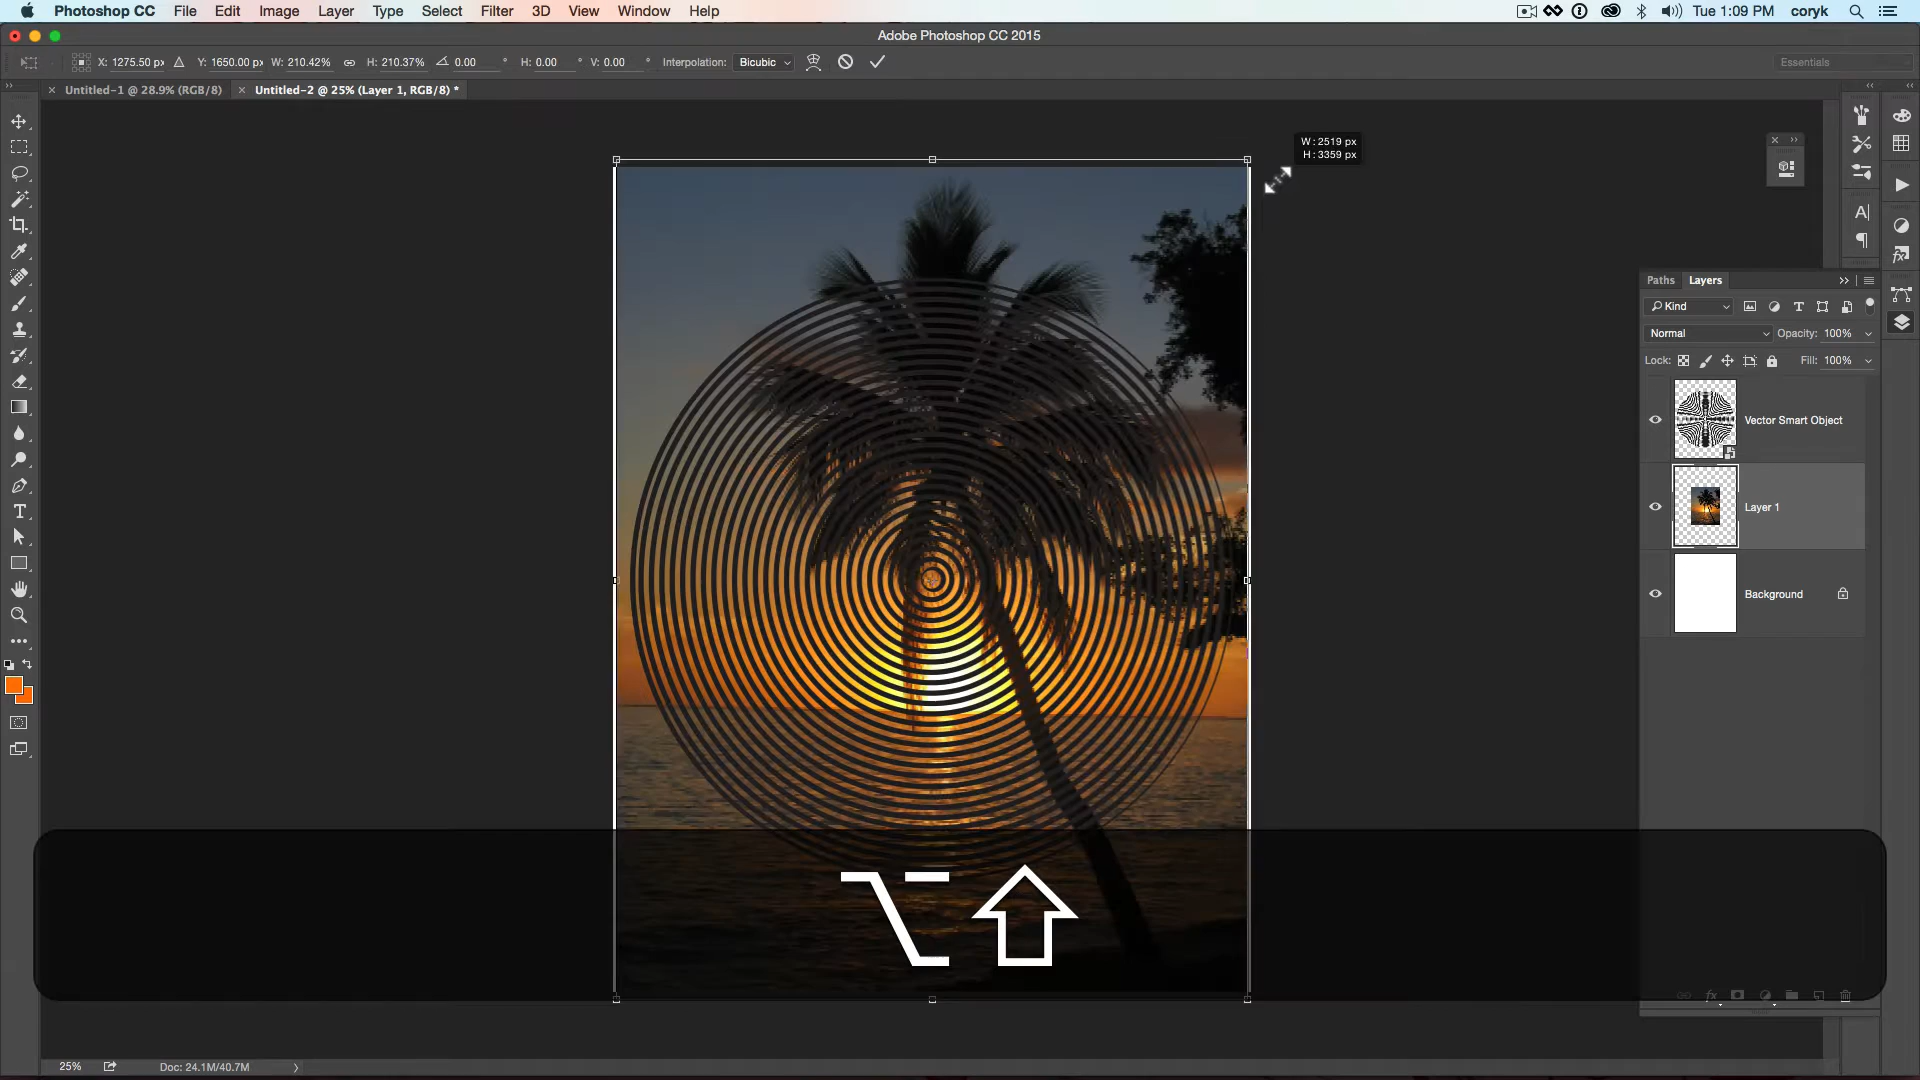 Photoshop CC File Edit Image Layer Type Select Filter 3D View Window Help Tue 1:09 PM coryk
Adobe Photoshop CC 2015
X: 1275.50 px Y: 1650.00 px W: 210.42% H: 210.37% 0.00 ° H: 0.00 ° V: 0.00 ° Interpolation: Bicubic Essentials
Untitled-1 @ 28.9% (RGB/8) Untitled-2 @ 25% (Layer 1, RGB/8) *
W: 2519 px
H: 3359 px
Paths Layers
Kind
Normal Opacity: 100%
Lock: Fill: 100%
Vector Smart Object
Layer 1
Background
25% Doc: 24.1M/40.7M